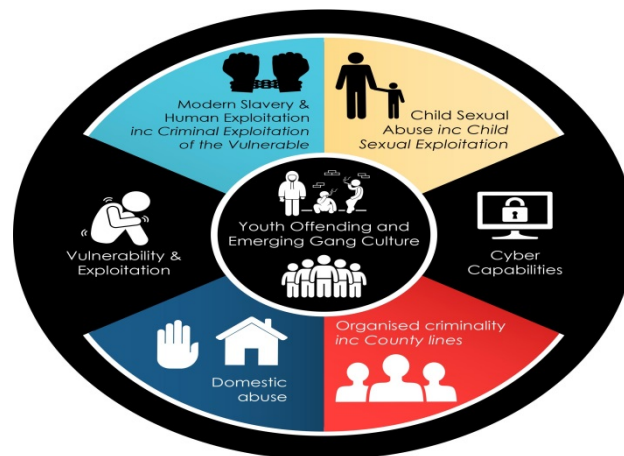 Modern Slavery &
Human Exploitation
inc Criminal Exploitation
of the Vulnerable
Child Sexual
Abuse inc Child
Sexual Exploitation
Vulnerability &
Exploitation
Youth Offending and
Emerging Gang Culture
Cyber
Capabilities
Domestic
abuse
Organised criminality
inc County lines